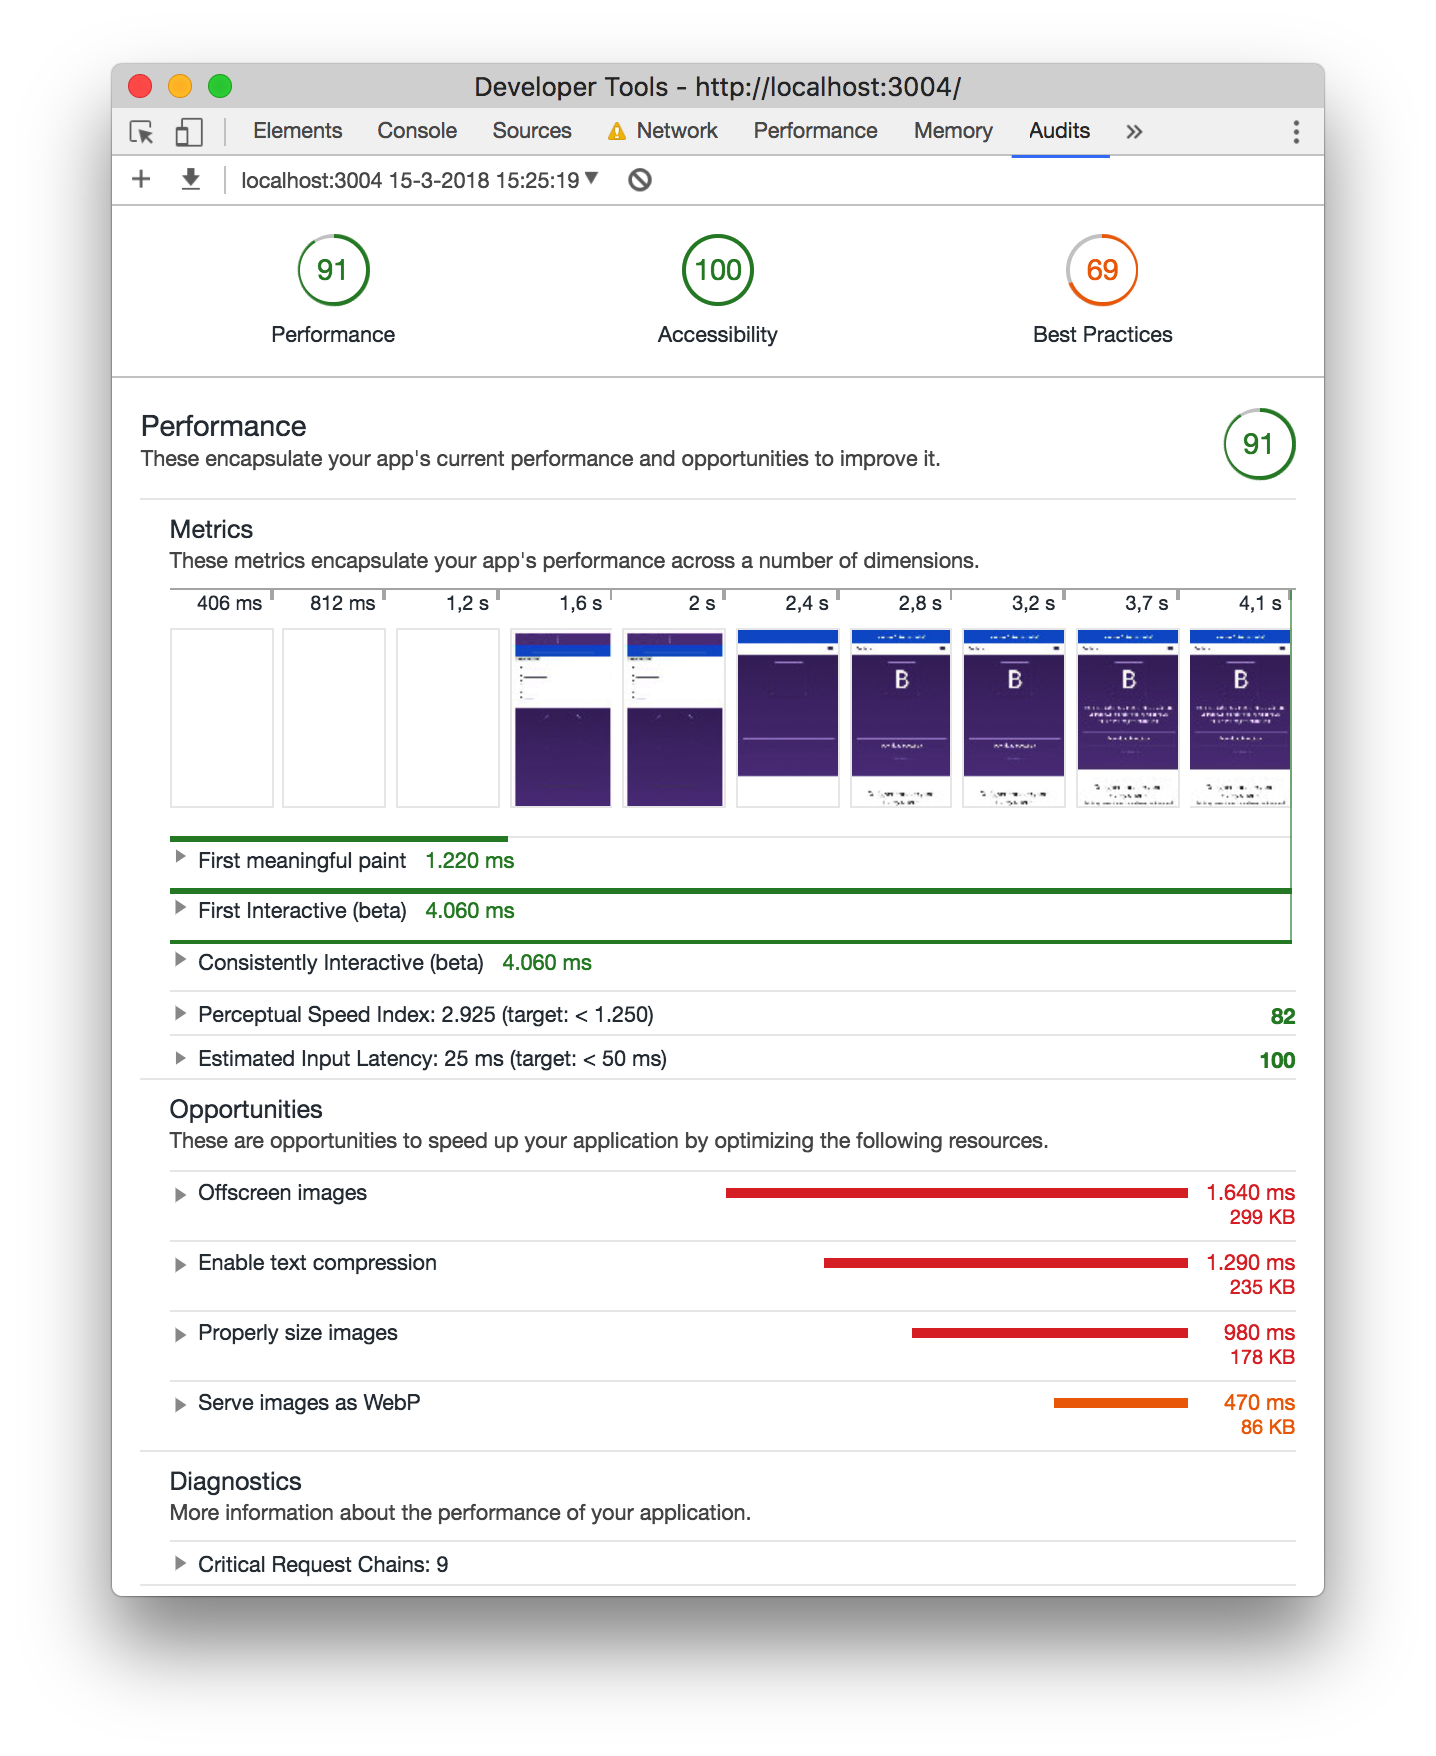 Developer Tools - http://localhost:3004/
Elements Console Sources Network Performance Memory Audits »
localhost:3004 15-3-2018 15:25:19
91 100 69
Performance Accessibility Best Practices
Performance
These encapsulate your app's current performance and opportunities to improve it.
91
Metrics
These metrics encapsulate your app's performance across a number of dimensions.
406 ms 812 ms 1,2 s 1,6 s 2 s 2,4 s 2,8 s 3,2 s 3,7 s 4,1 s
B B B B
First meaningful paint 1.220 ms
First Interactive (beta) 4.060 ms
Consistently Interactive (beta) 4.060 ms
Perceptual Speed Index: 2.925 (target: < 1.250) 82
Estimated Input Latency: 25 ms (target: < 50 ms) 100
Opportunities
These are opportunities to speed up your application by optimizing the following resources.
Offscreen images 1.640 ms
299 KB
Enable text compression 1.290 ms
235 KB
Properly size images 980 ms
178 KB
Serve images as WebP 470 ms
86 KB
Diagnostics
More information about the performance of your application.
Critical Request Chains: 9